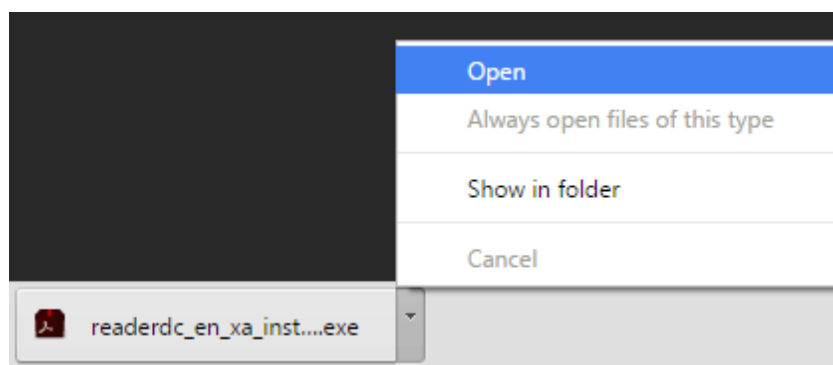 Open
Always open files of this type
Show in folder
Cancel
readerdc_en_xa_inst....exe